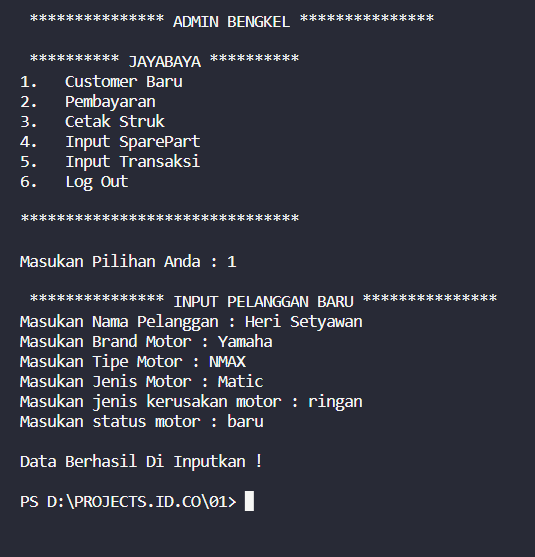 *************** ADMIN BENGKEL ***************
********** JAYABAYA **********
1.   Customer Baru
2.   Pembayaran
3.   Cetak Struk
4.   Input SparePart
5.   Input Transaksi
6.   Log Out
*******************************
Masukan Pilihan Anda : 1
*************** INPUT PELANGGAN BARU ***************
Masukan Nama Pelanggan : Heri Setyawan
Masukan Brand Motor : Yamaha
Masukan Tipe Motor : NMAX
Masukan Jenis Motor : Matic
Masukan jenis kerusakan motor : ringan
Masukan status motor : baru
Data Berhasil Di Inputkan !
PS D:\PROJECTS.ID.CO\01>